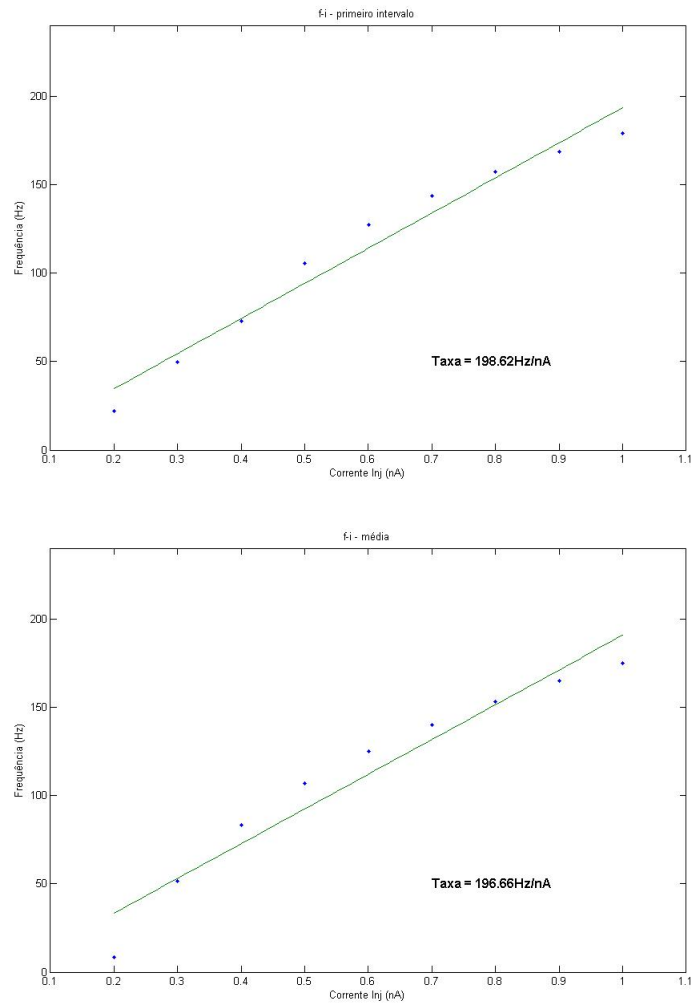 f-i - primeiro intervalo
Frequência (Hz)
200
150
100
50
0
0.1 0.2 0.3 0.4 0.5 0.6 0.7 0.8 0.9 1 1.1
Corrente Inj (nA)
Taxa = 198.62Hz/nA
f-i - média
Frequência (Hz)
200
150
100
50
0
0.1 0.2 0.3 0.4 0.5 0.6 0.7 0.8 0.9 1 1.1
Corrente Inj (nA)
Taxa = 196.66Hz/nA